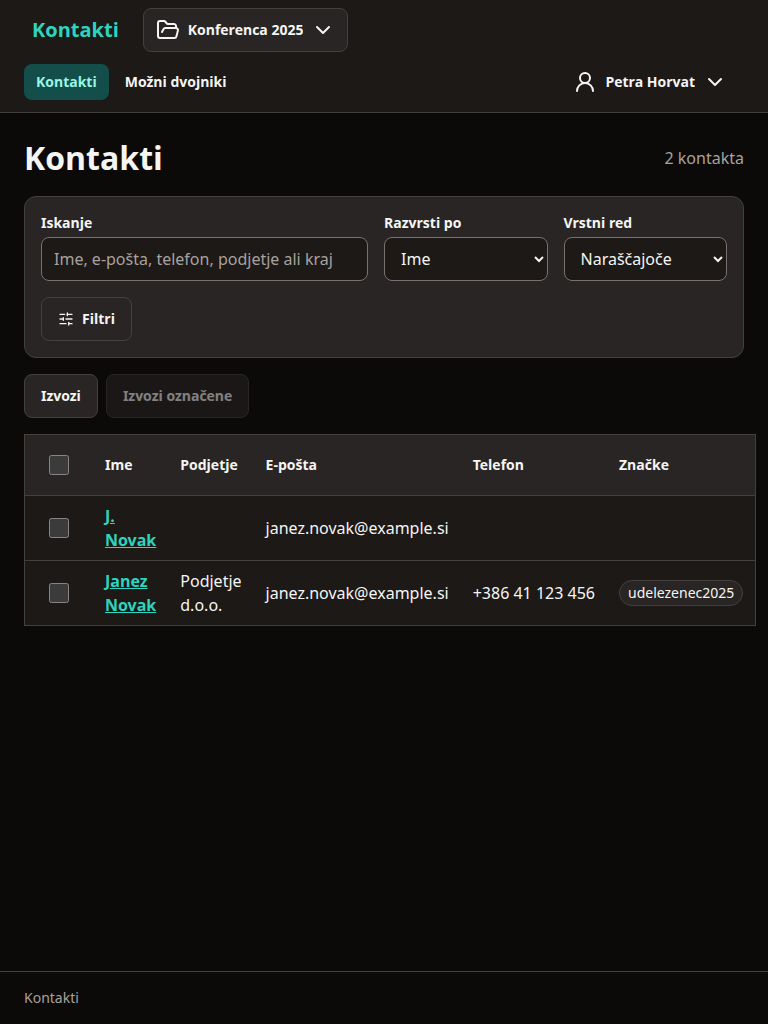 Kontakti
Konferenca 2025
Kontakti
Možni dvojniki
Petra Horvat
Kontakti
2 kontakta
Iskanje
Razvrsti po
Vrstni red
Ime, e-pošta, telefon, podjetje ali kraj
Ime
Naraščajoče
Filtri
Izvozi
Izvozi označene
Ime Podjetje E-pošta Telefon Značke
J.
Novak
janez.novak@example.si
Janez
Novak
Podjetje
d.o.o.
janez.novak@example.si
+386 41 123 456
udelezenec2025
Kontakti